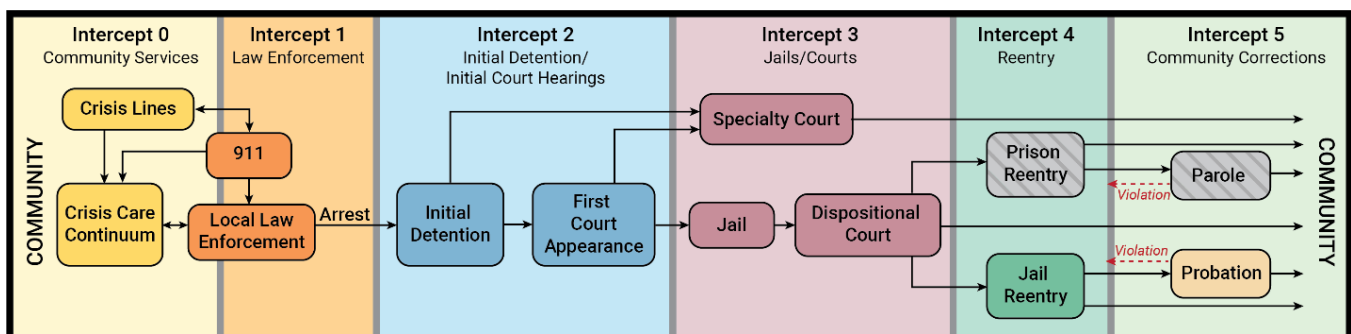 Intercept 0
Community Services
Intercept 1
Law Enforcement
Intercept 2
Initial Detention/
Initial Court Hearings
Intercept 3
Jails/Courts
Intercept 4
Reentry
Intercept 5
Community Corrections
COMMUNITY
Crisis Lines
911
Crisis Care
Continuum
Local Law
Enforcement
Arrest
Initial
Detention
First
Court
Appearance
Specialty Court
Jail
Dispositional
Court
Prison
Reentry
Parole
Violation
Jail
Reentry
Violation
Probation
COMMUNITY